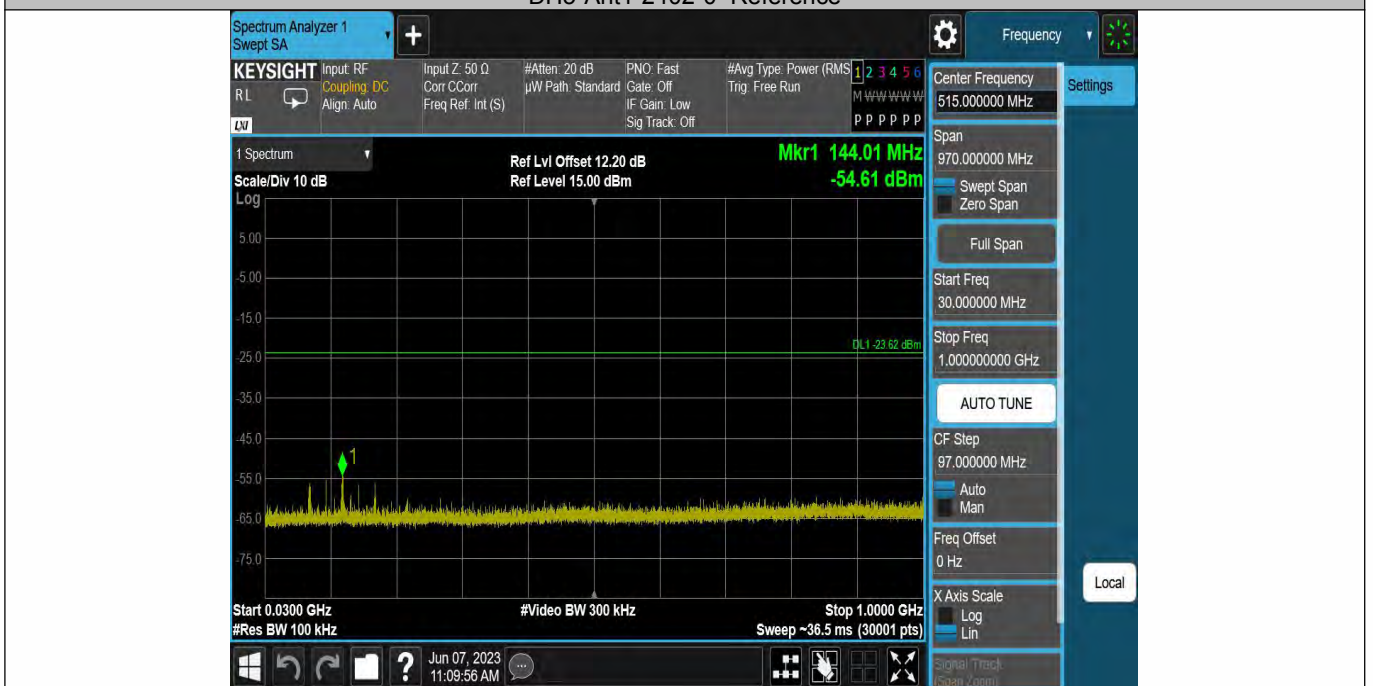 Spectrum Analyzer 1
Swept SA
Frequency
KEYSIGHT
RL
LXI
Input: RF
Coupling: DC
Align: Auto
Input Z: 50 Ω
Corr CCorr
Freq Ref: Int (S)
#Atten: 20 dB
µW Path: Standard
PNO: Fast
Gate: Off
IF Gain: Low
Sig Track: Off
#Avg Type: Power (RMS
Trig: Free Run
1 2 3 4 5 6
M W W W W W
P P P P P P
1 Spectrum
Scale/Div 10 dB
Log
Ref Lvl Offset 12.20 dB
Ref Level 15.00 dBm
Mkr1 144.01 MHz
-54.61 dBm
5.00
-5.00
-15.0
DL1 -23.62 dBm
-25.0
-35.0
-45.0
1
-55.0
-65.0
-75.0
Start 0.0300 GHz
#Res BW 100 kHz
#Video BW 300 kHz
Stop 1.0000 GHz
Sweep ~36.5 ms (30001 pts)
Jun 07, 2023
11:09:56 AM
Center Frequency
515.000000 MHz
Settings
Span
970.000000 MHz
Swept Span
Zero Span
Full Span
Start Freq
30.000000 MHz
Stop Freq
1.000000000 GHz
AUTO TUNE
CF Step
97.000000 MHz
Auto
Man
Freq Offset
0 Hz
X Axis Scale
Log
Lin
Signal Track
(Span Zoom)
Local